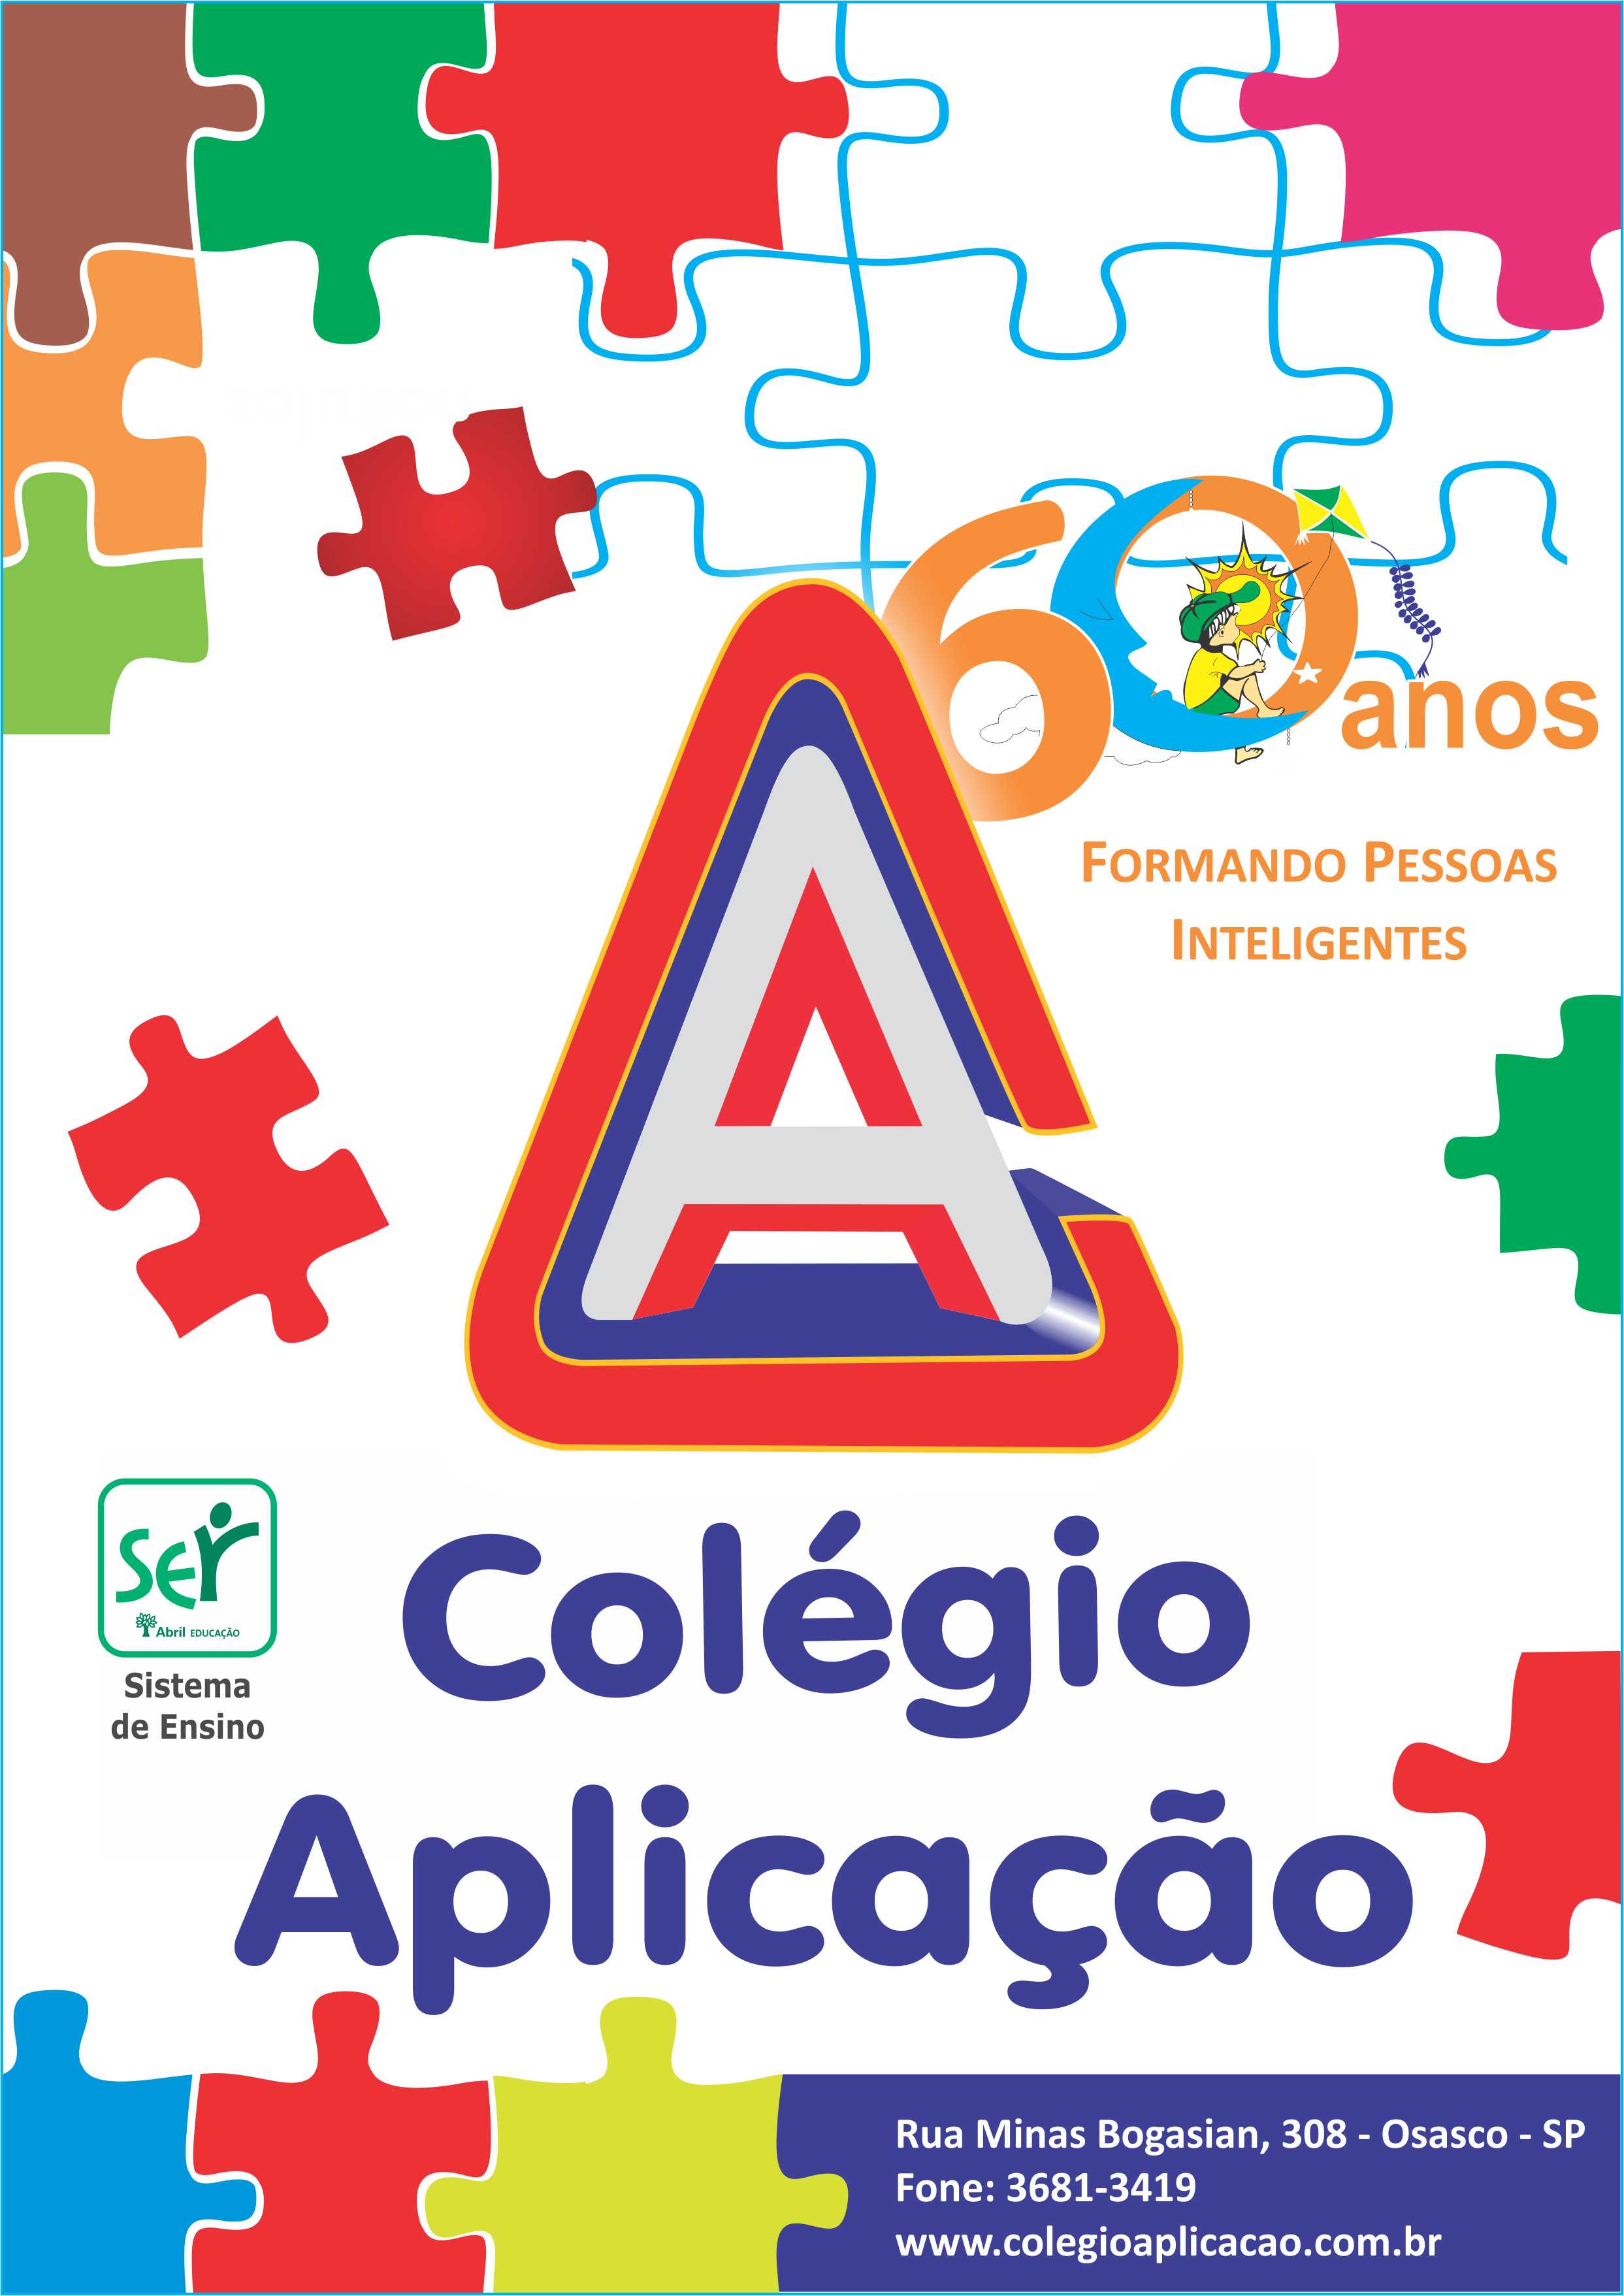 60 anos
FORMANDO PESSOAS
INTELIGENTES
A
Ser
Abril EDUCAÇÃO
Sistema
de Ensino
Colégio
Aplicação
Rua Minas Bogasian, 308 - Osasco - SP
Fone: 3681-3419
www.colegioaplicacao.com.br